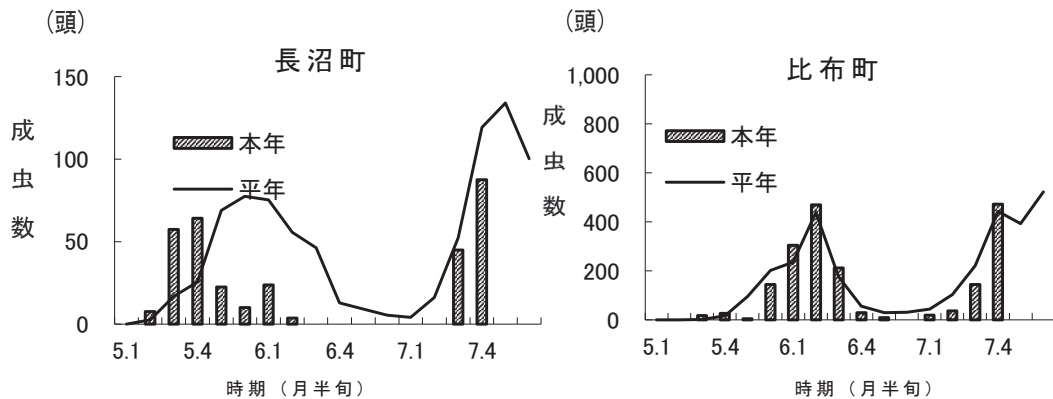 (頭)
長沼町
150
100
50
0
成虫数
本年
平年
5.1 5.4 6.1 6.4 7.1 7.4
時期（月半旬）
(頭)
比布町
1,000
800
600
400
200
0
成虫数
本年
平年
5.1 5.4 6.1 6.4 7.1 7.4
時期（月半旬）